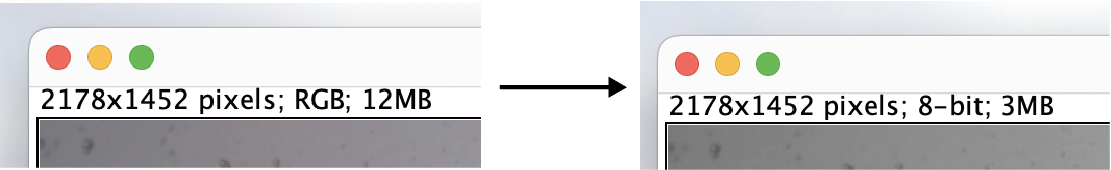 2178x1452 pixels; RGB; 12MB
2178x1452 pixels; 8-bit; 3MB